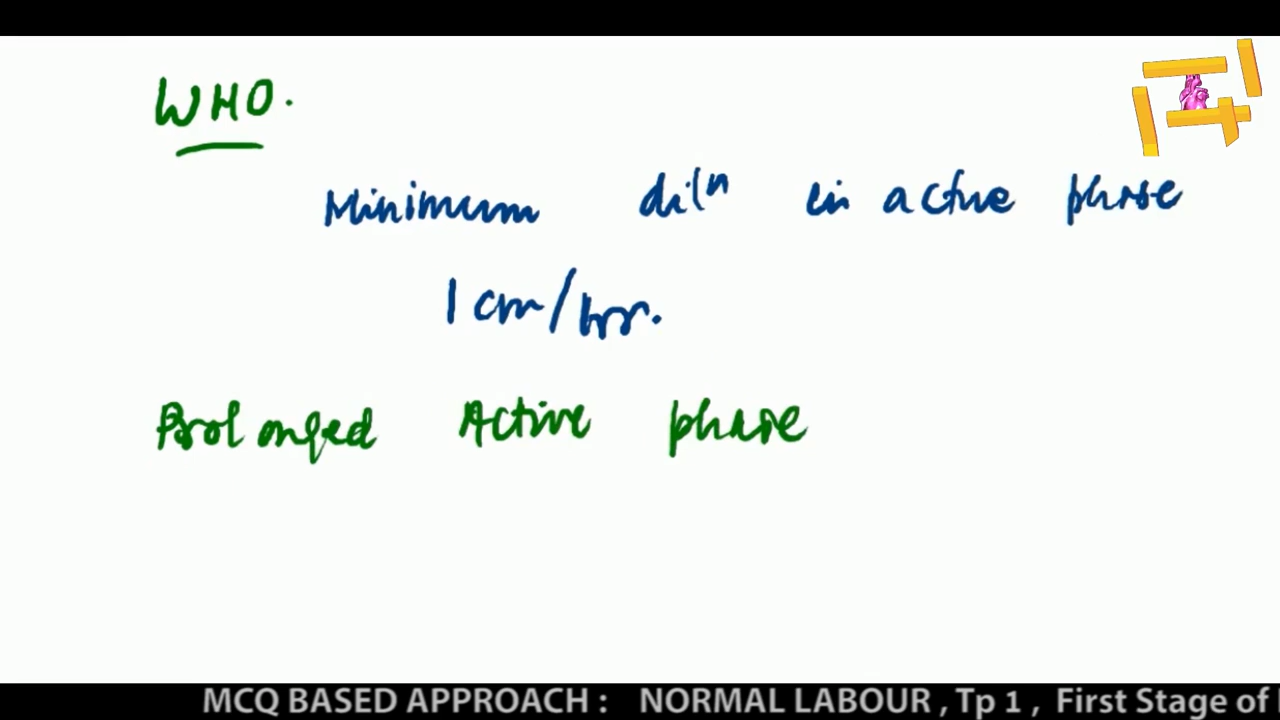 WHO.
Minimum dilⁿ in active phase
1 cm/hr.
Prolonged Active phase
MCQ BASED APPROACH : NORMAL LABOUR , Tp 1 , First Stage of